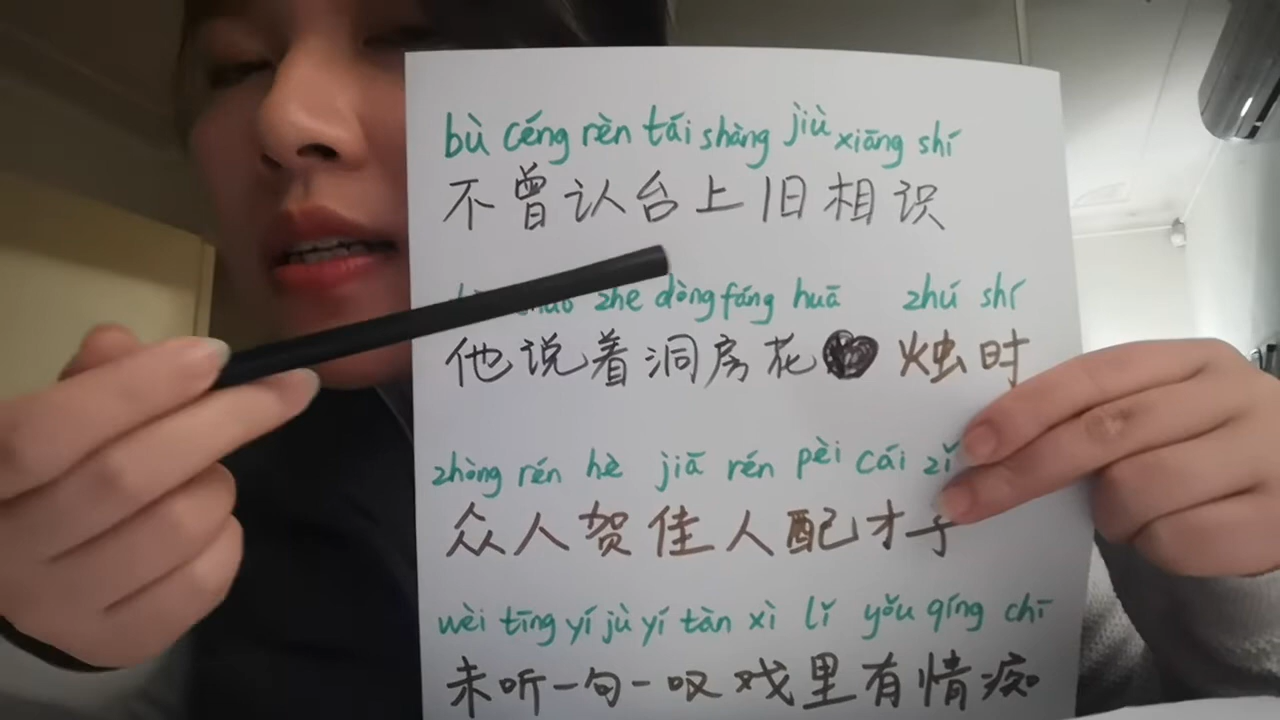 bù céng rèn tái shàng jiù xiāng shí
不曾认台上旧相识
zhe dòng fáng huā zhú shí
他说着洞房花烛时
zhòng rén hè jiā rén pèi cái zǐ
众人贺佳人配才子
wèi tīng yí jù yí tàn xì lǐ yǒu qíng chī
未听一句一叹戏里有情痴